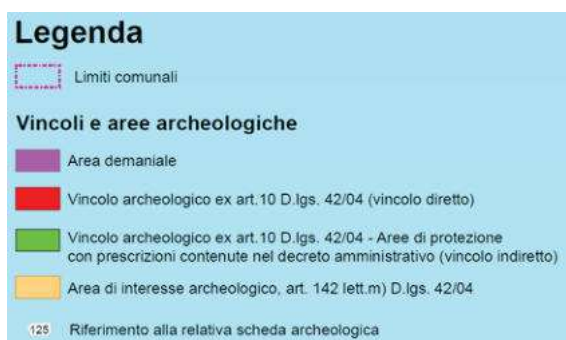 Legenda
Limiti comunali
Vincoli e aree archeologiche
Area demaniale
Vincolo archeologico ex art.10 D.lgs. 42/04 (vincolo diretto)
Vincolo archeologico ex art.10 D.lgs. 42/04 - Aree di protezione
con prescrizioni contenute nel decreto amministrativo (vincolo indiretto)
Area di interesse archeologico, art. 142 lett.m) D.lgs. 42/04
125 Riferimento alla relativa scheda archeologica